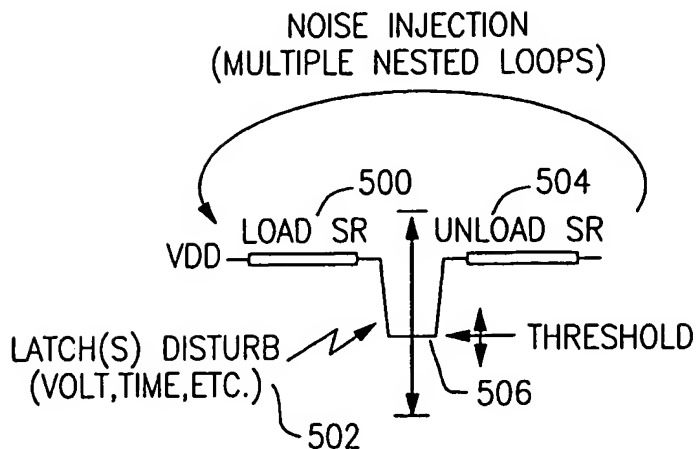 NOISE INJECTION
(MULTIPLE NESTED LOOPS)
500
504
LOAD SR
UNLOAD SR
VDD
LATCH(S) DISTURB
(VOLT,TIME,ETC.)
THRESHOLD
506
502